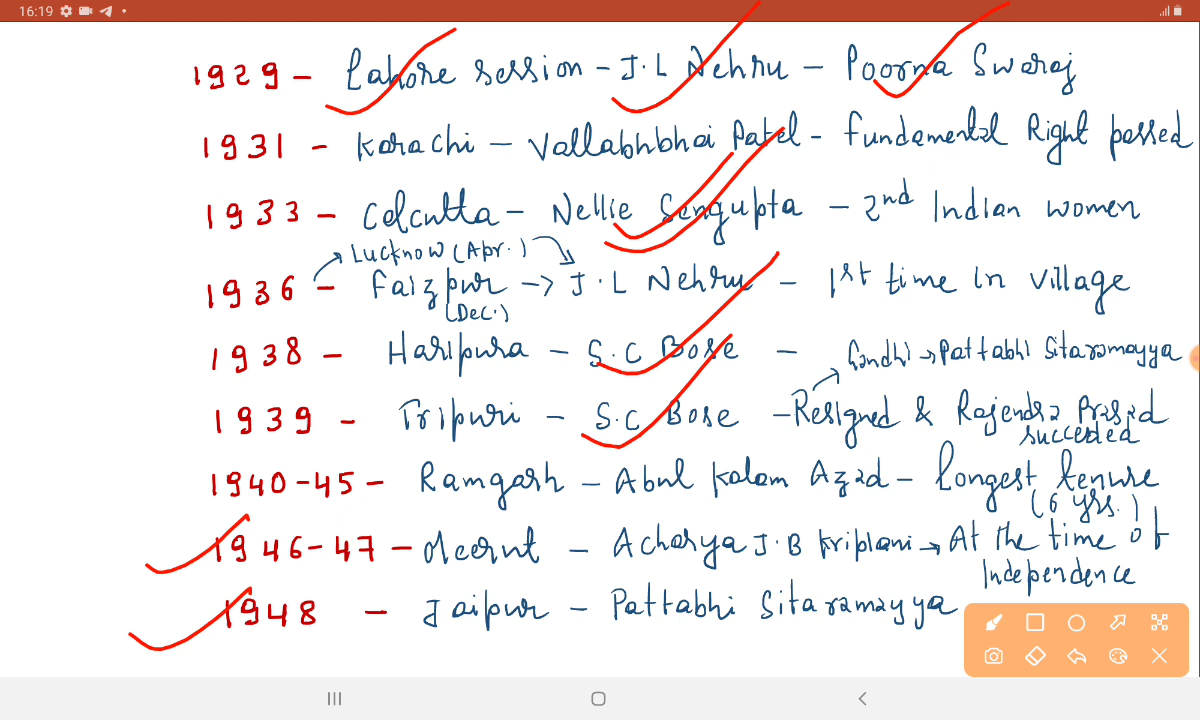 16:19
1929 - Lahore session - J.L Nehru - Poorna Swaraj
1931 - Karachi - Vallabhbhai Patel - Fundamental Right passed
1933 - Calcutta - Nellie Sengupta - 2nd Indian women
Lucknow (Apr.)
1936 - Faizpur -> J.L Nehru - 1st time in village
(Dec.)
1938 - Haripura - S.C Bose - Gandhi → Pattabhi Sitaramayya
1939 - Tripuri - S.C Bose - Resigned & Rajendra Prasad
succeeded
1940-45 - Ramgarh - Abul Kalam Azad - Longest tenure
(6 yrs.)
1946-47 - Meerut - Acharya J.B Kriplani → At the time of
Independence
1948 - Jaipur - Pattabhi Sitaramayya